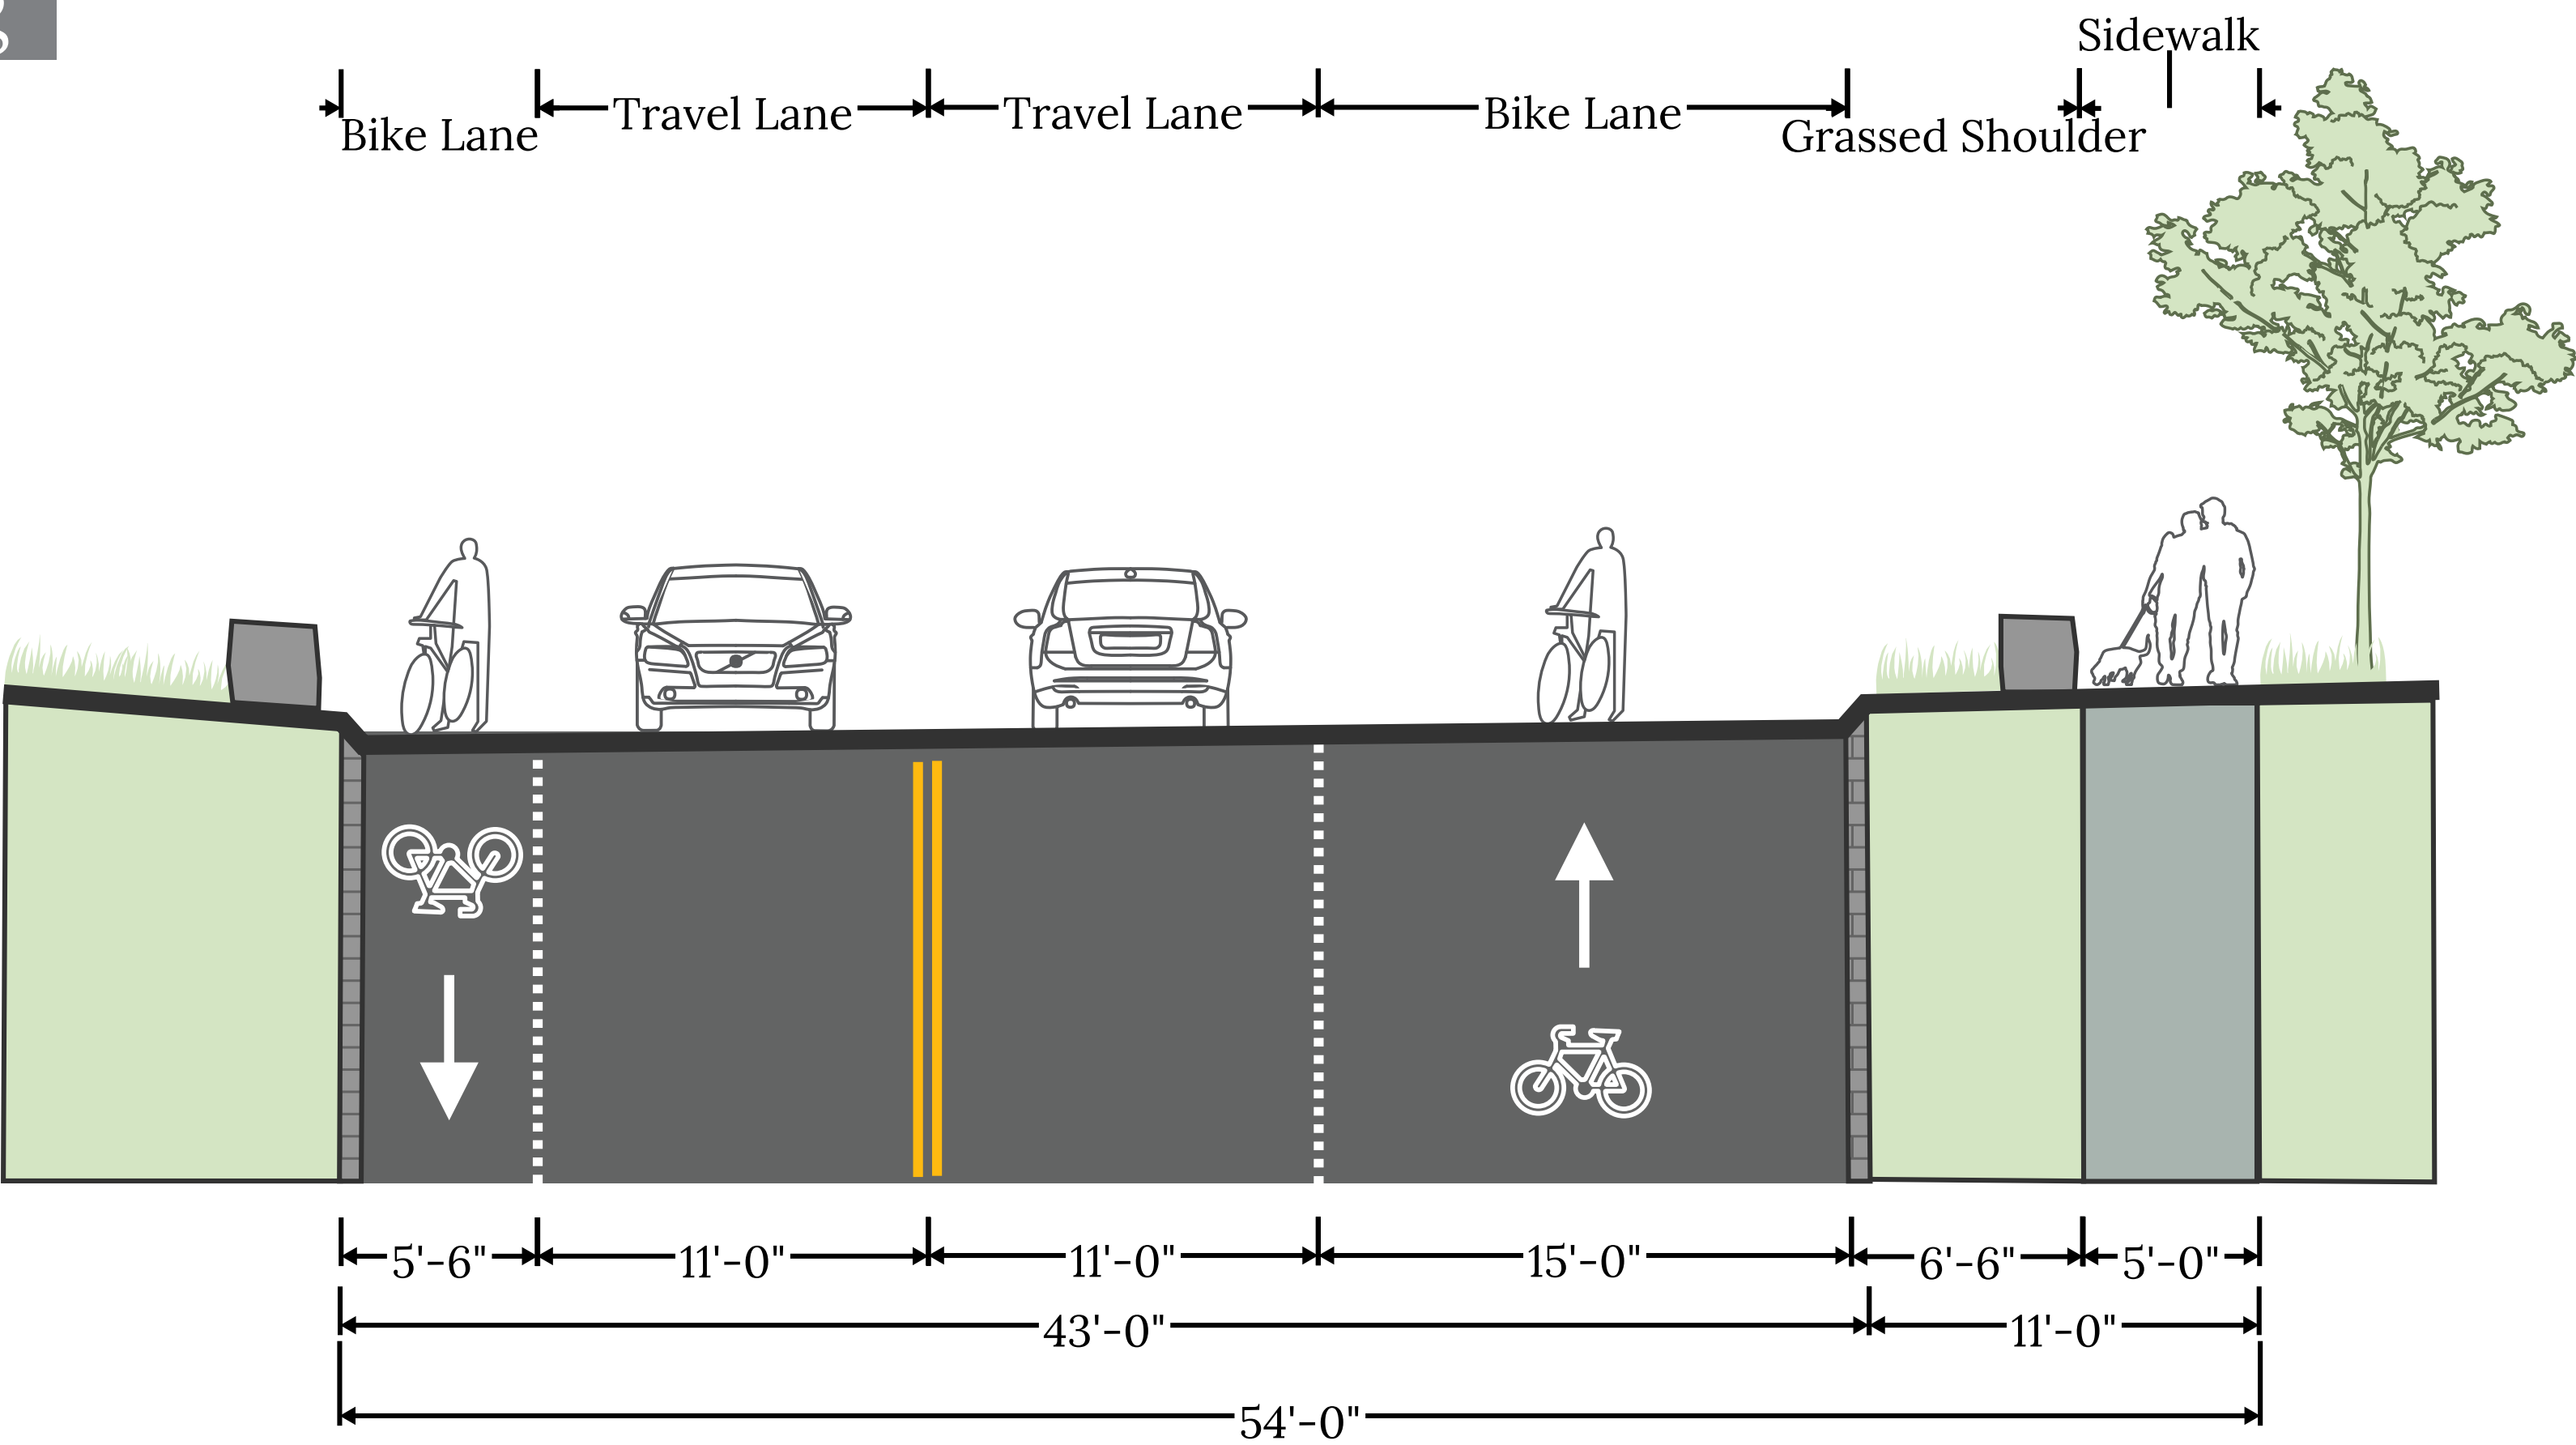 Sidewalk
Bike Lane
Travel Lane
Travel Lane
Bike Lane
Grassed Shoulder
5'-6"
11'-0"
11'-0"
15'-0"
6'-6"
5'-0"
43'-0"
11'-0"
54'-0"